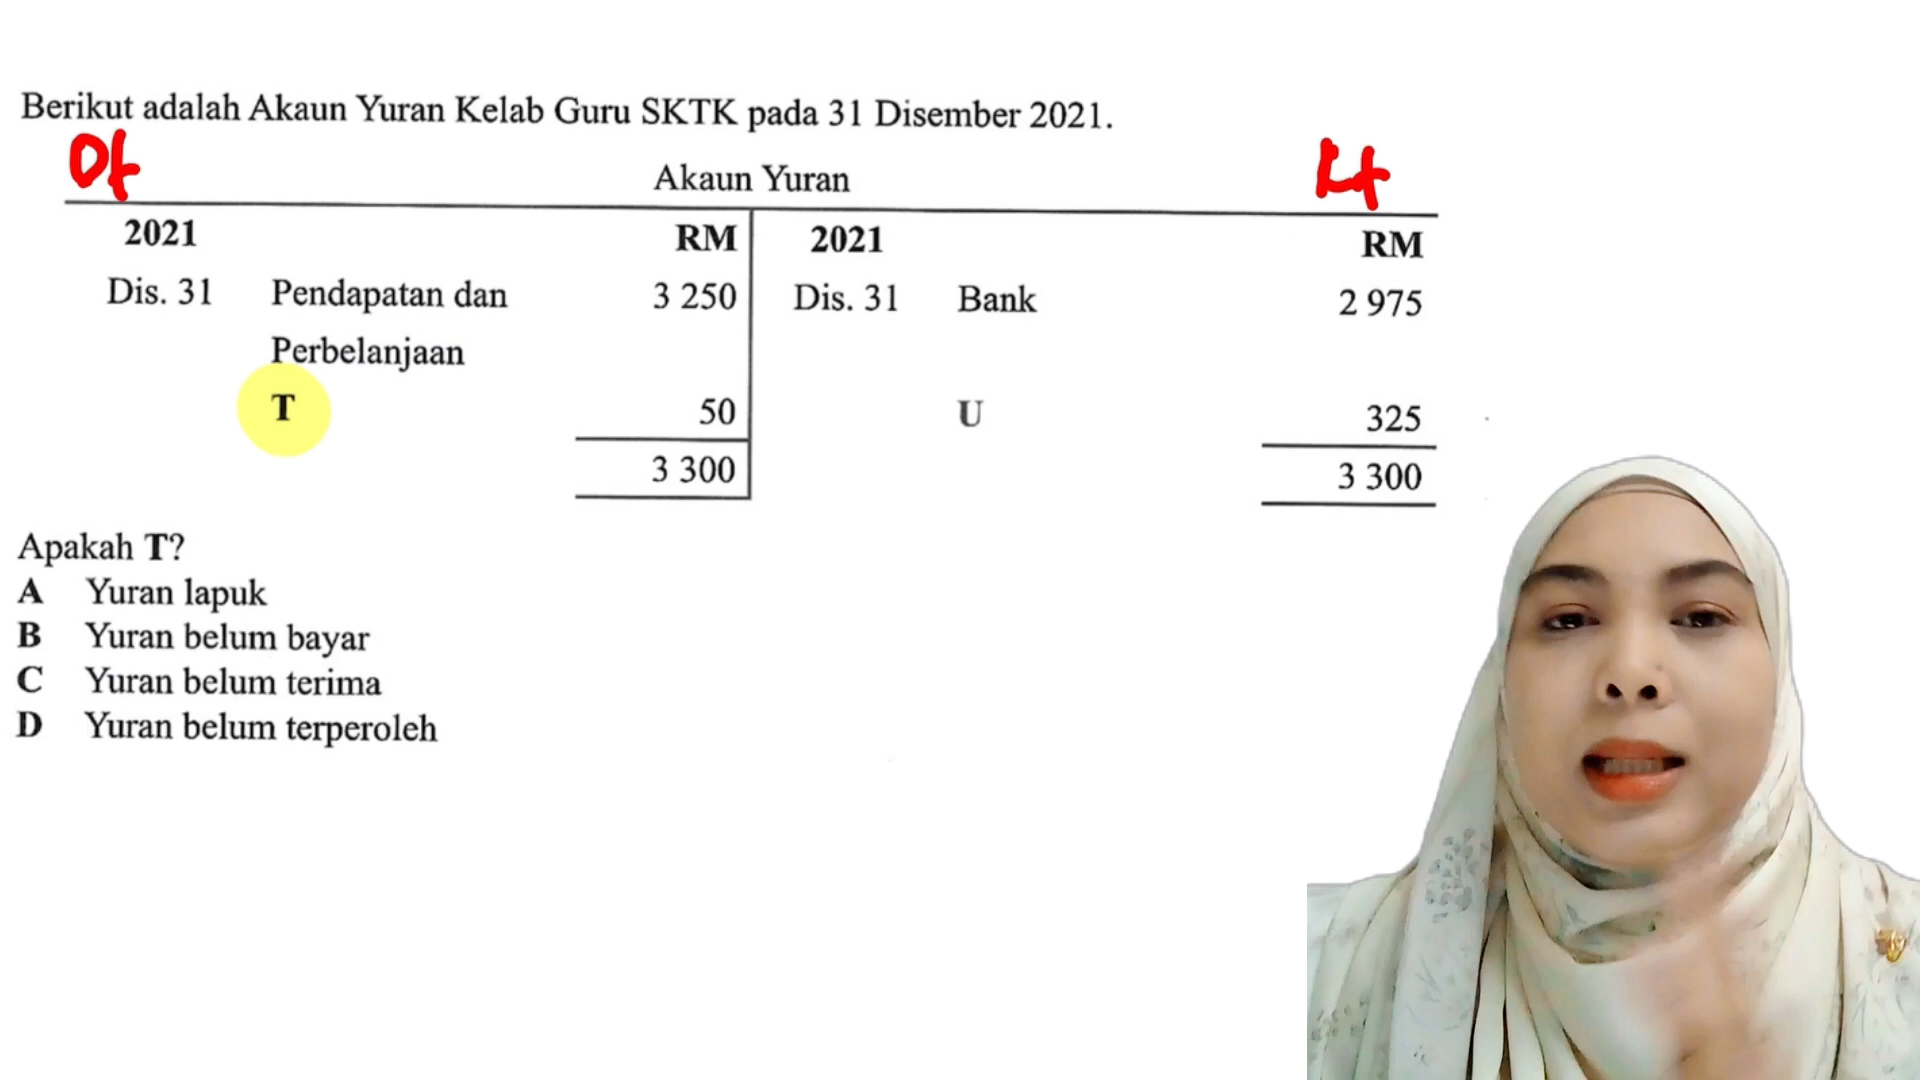 Berikut adalah Akaun Yuran Kelab Guru SKTK pada 31 Disember 2021.
Dt Kt
Akaun Yuran
2021 RM 2021 RM
Dis. 31 Pendapatan dan 3 250 Dis. 31 Bank 2 975
Perbelanjaan
T 50 U 325
3 300 3 300
Apakah T?
A Yuran lapuk
B Yuran belum bayar
C Yuran belum terima
D Yuran belum terperoleh